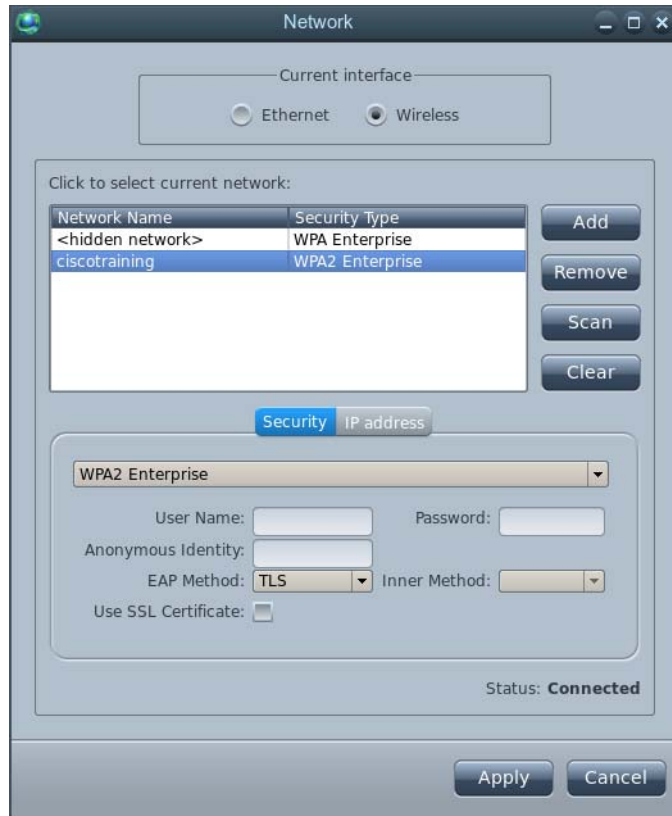 Network
Current interface
Ethernet Wireless
Click to select current network:
Network Name Security Type
<hidden network> WPA Enterprise
ciscotraining WPA2 Enterprise
Add
Remove
Scan
Clear
Security IP address
WPA2 Enterprise
User Name: Password:
Anonymous Identity:
EAP Method: TLS Inner Method:
Use SSL Certificate:
Status: Connected
Apply Cancel